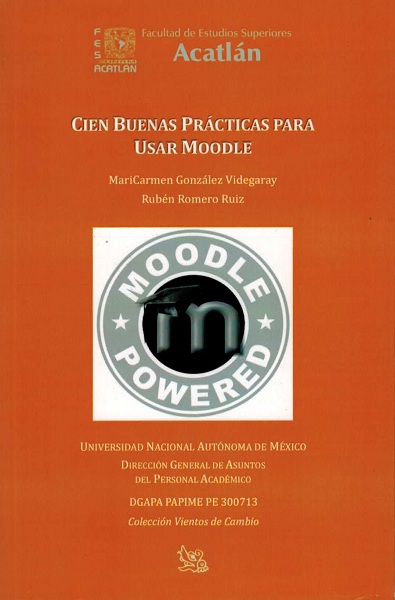 FES
ACATLÁN
Facultad de Estudios Superiores
Acatlán
CIEN BUENAS PRÁCTICAS PARA
USAR MOODLE
MariCarmen González Videgaray
Rubén Romero Ruiz
MOODLE
m
POWERED
UNIVERSIDAD NACIONAL AUTÓNOMA DE MÉXICO
DIRECCIÓN GENERAL DE ASUNTOS
DEL PERSONAL ACADÉMICO
DGAPA PAPIME PE 300713
Colección Vientos de Cambio